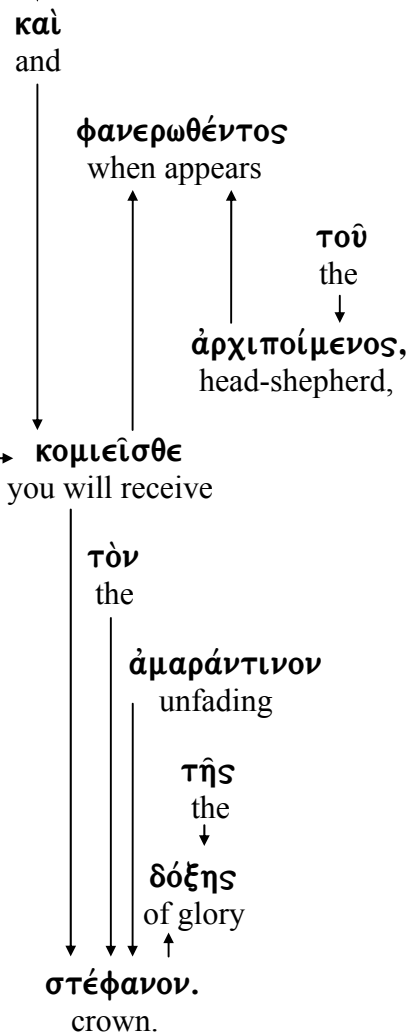 καὶ
and
φανερωθέντος
when appears
τοῦ
the
ἀρχιποίμενος,
head-shepherd,
κομιεῖσθε
you will receive
τὸν
the
ἀμαράντινον
unfading
τῆς
the
δόξης
of glory
στέφανον.
crown.